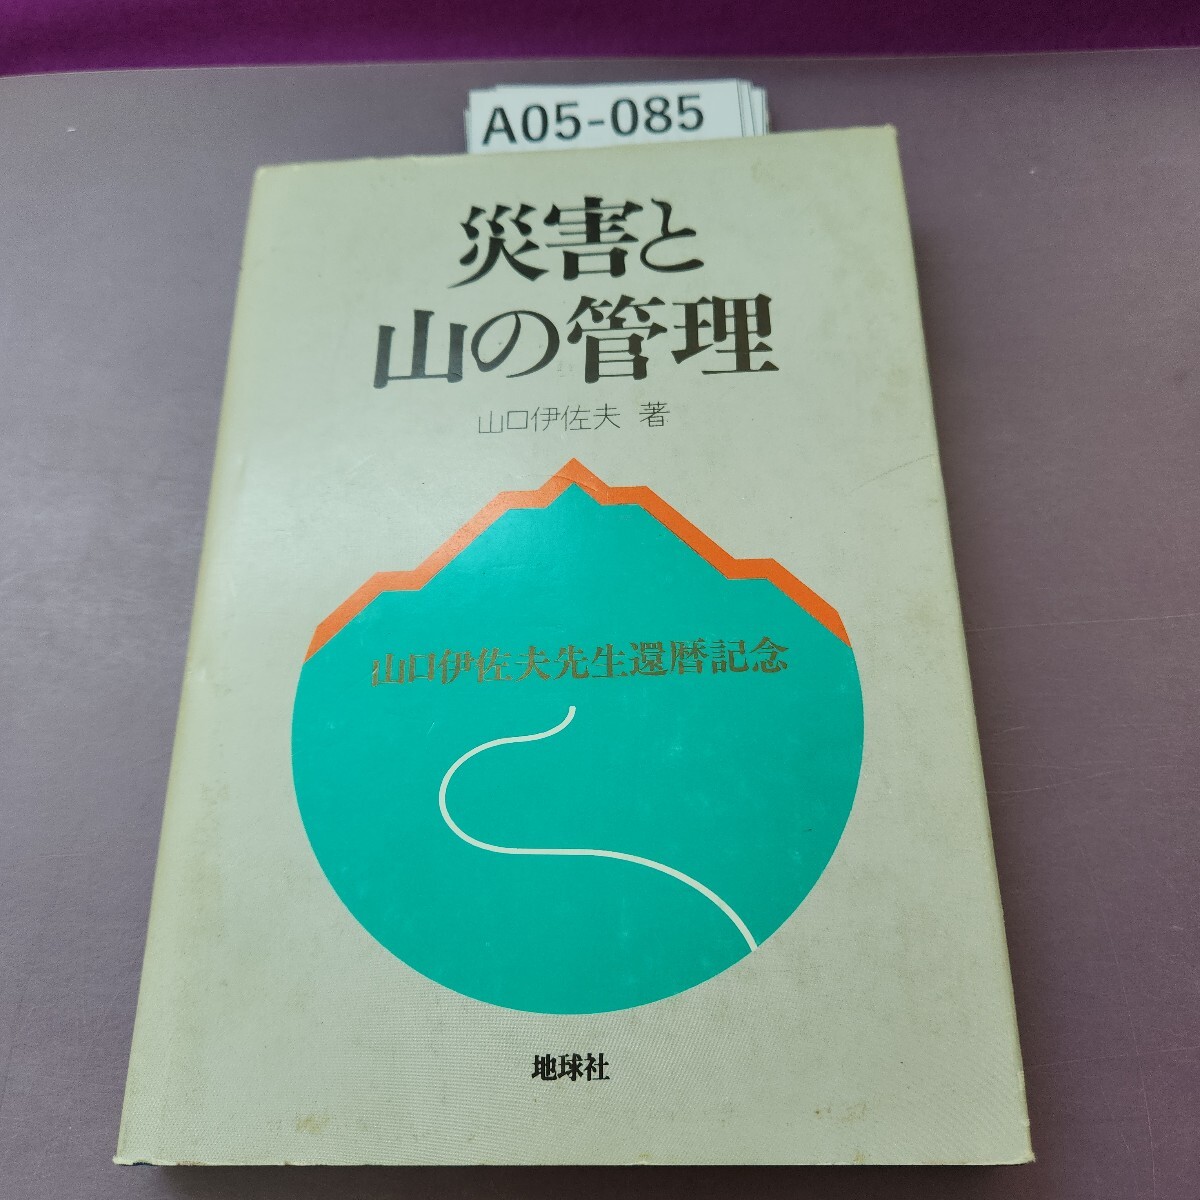 A05-085
災害と
山の管理
山口伊佐夫 著
山口伊佐夫先生還暦記念
地球社